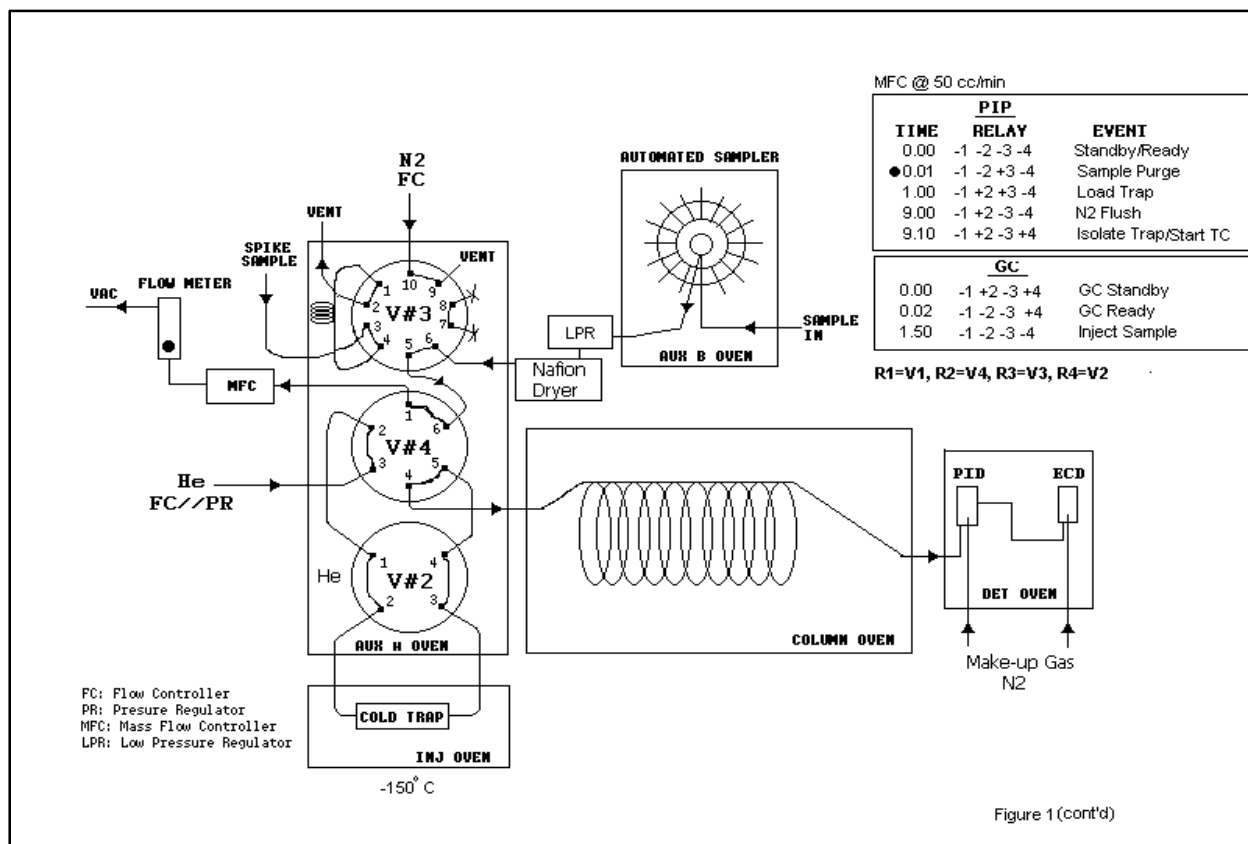 MFC @ 50 cc/min
PIP
TIME RELAY EVENT
0.00 -1 -2 -3 -4 Standby/Ready
●0.01 -1 -2 +3 -4 Sample Purge
1.00 -1 +2 +3 -4 Load Trap
9.00 -1 +2 -3 -4 N2 Flush
9.10 -1 +2 -3 +4 Isolate Trap/Start TC
GC
0.00 -1 +2 -3 +4 GC Standby
0.02 -1 -2 -3 +4 GC Ready
1.50 -1 -2 -3 -4 Inject Sample
R1=V1, R2=V4, R3=V3, R4=V2
N2
FC
AUTOMATED SAMPLER
VENT
SPIKE
SAMPLE
VENT
FLOW METER
VAC
10
1
9
2
8
V#3
3
7
4
5
6
LPR
SAMPLE
IN
AUX B OVEN
Nafion
Dryer
MFC
1
2
6
V#4
3
5
4
He
FC//PR
PID
ECD
1
4
He
V#2
2
3
DET OVEN
AUX A OVEN
COLUMN OVEN
Make-up Gas
N2
FC: Flow Controller
PR: Presure Regulator
MFC: Mass Flow Controller
LPR: Low Pressure Regulator
COLD TRAP
INJ OVEN
-150° C
Figure 1 (cont'd)